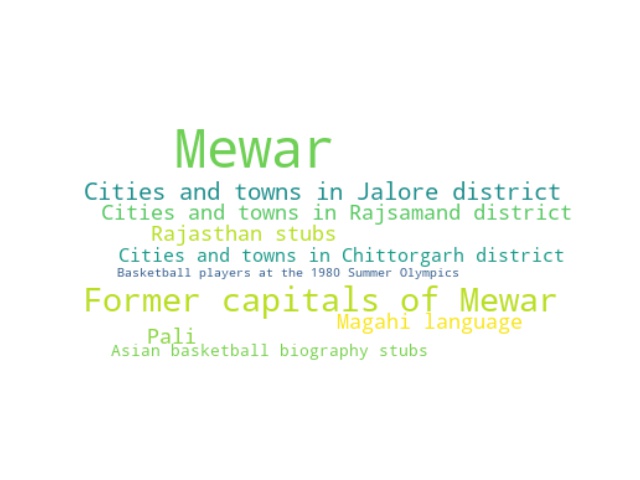 Mewar
Cities and towns in Jalore district
Cities and towns in Rajsamand district
Rajasthan stubs
Cities and towns in Chittorgarh district
Basketball players at the 1980 Summer Olympics
Former capitals of Mewar
Magahi language
Pali
Asian basketball biography stubs